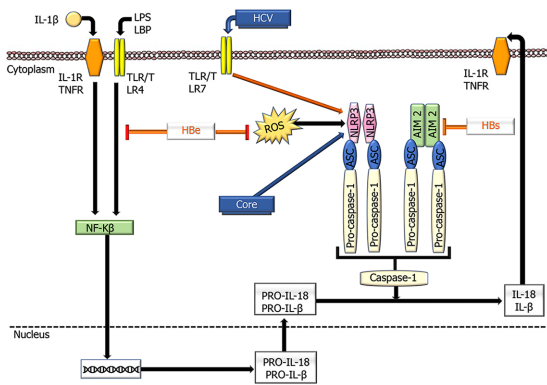 IL-1β
LPS
LBP
HCV
Cytoplasm
IL-1R
TNFR
TLR/T
LR4
TLR/T
LR7
IL-1R
TNFR
HBe
ROS
NLRP3
NLRP3
AIM 2
AIM 2
HBs
ASC
ASC
ASC
ASC
Pro-caspase-1
Pro-caspase-1
Pro-caspase-1
Pro-caspase-1
Core
NF-Kβ
Caspase-1
PRO-IL-18
PRO-IL-β
IL-18
IL-β
Nucleus
PRO-IL-18
PRO-IL-β